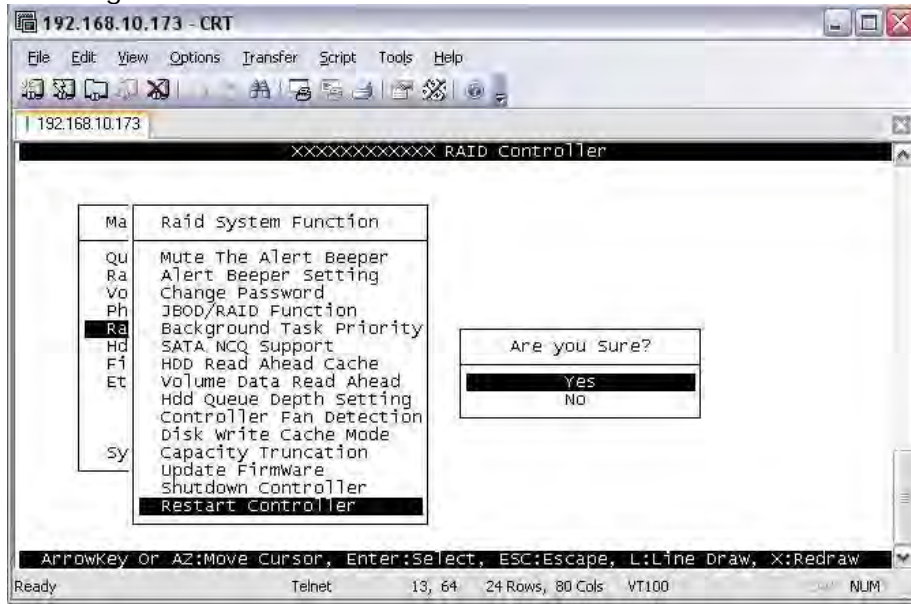 192.168.10.173 - CRT
File Edit View Options Transfer Script Tools Help
192.168.10.173
XXXXXXXXXXXX RAID Controller
Ma
Raid System Function
Qu
Mute The Alert Beeper
Ra
Alert Beeper Setting
Vo
Change Password
Ph
JBOD/RAID Function
Ra
Background Task Priority
Hd
SATA NCQ Support
Fi
HDD Read Ahead Cache
Et
Volume Data Read Ahead
Hdd Queue Depth Setting
Controller Fan Detection
Disk Write Cache Mode
Sy
Capacity Truncation
Update FirmWare
Shutdown Controller
Restart Controller
Are you Sure?
Yes
No
ArrowKey Or AZ:Move Cursor, Enter:Select, ESC:Escape, L:Line Draw, X:Redraw
Ready Telnet 13, 64 24 Rows, 80 Cols VT100 NUM